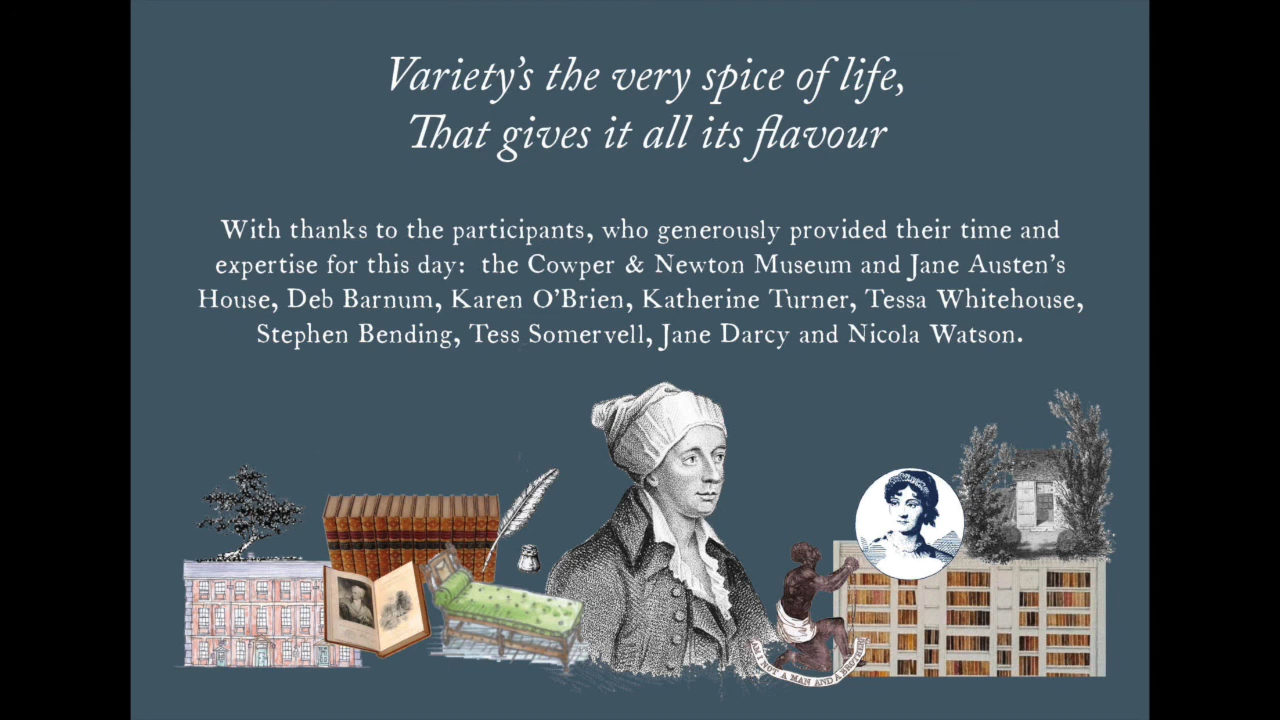 Variety’s the very spice of life,
That gives it all its flavour
With thanks to the participants, who generously provided their time and
expertise for this day:  the Cowper & Newton Museum and Jane Austen’s
House, Deb Barnum, Karen O’Brien, Katherine Turner, Tessa Whitehouse,
Stephen Bending, Tess Somervell, Jane Darcy and Nicola Watson.
AM I NOT A MAN AND A BROTHER